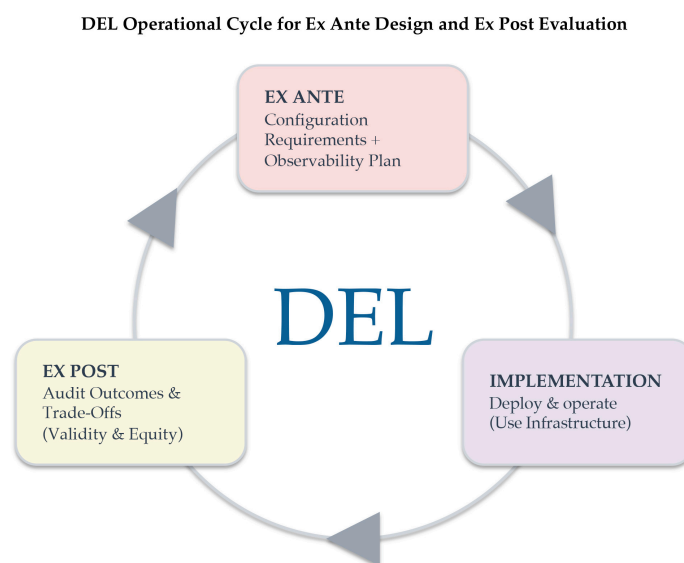 DEL Operational Cycle for Ex Ante Design and Ex Post Evaluation
EX ANTE
Configuration
Requirements +
Observability Plan
DEL
EX POST
Audit Outcomes &
Trade-Offs
(Validity & Equity)
IMPLEMENTATION
Deploy & operate
(Use Infrastructure)